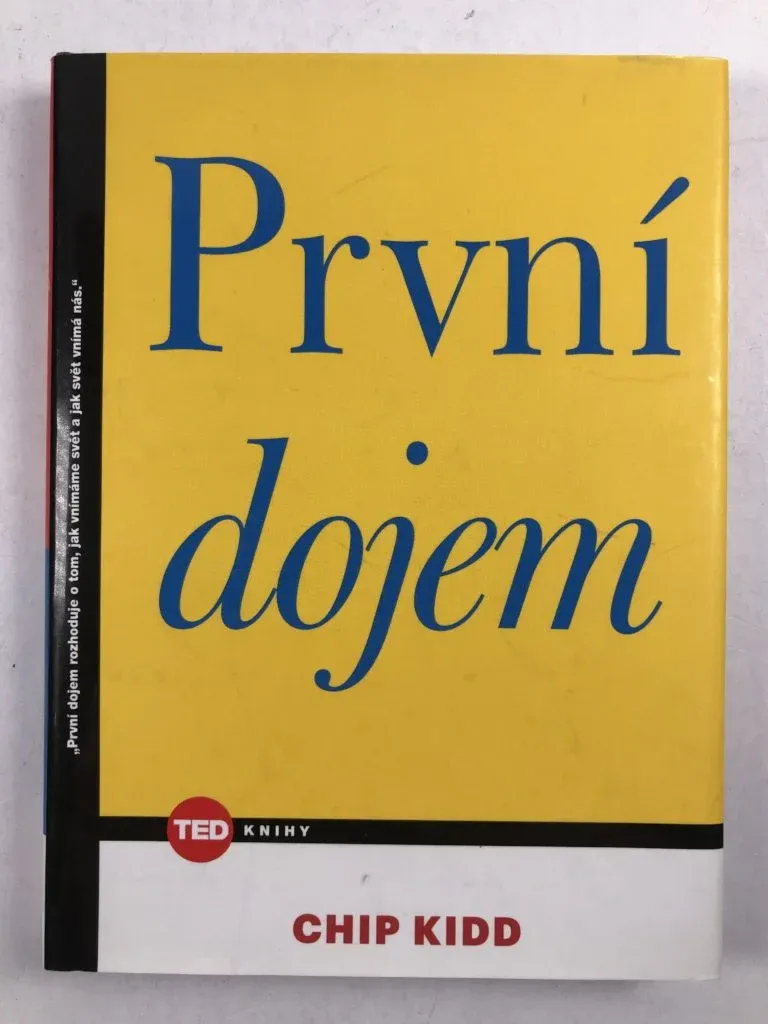 První
dojem
„První dojem rozhoduje o tom, jak vnímáme svět a jak svět vnímá nás.“
TED KNIHY
CHIP KIDD